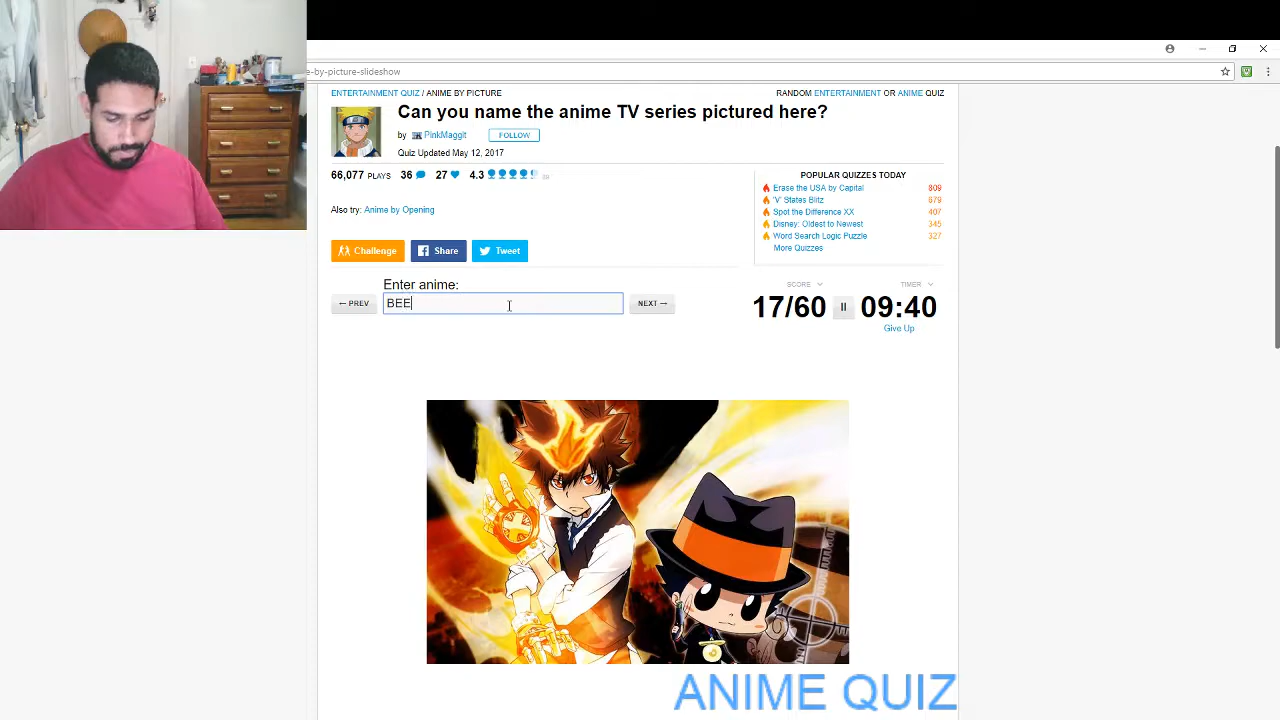 e-by-picture-slideshow
ENTERTAINMENT QUIZ / ANIME BY PICTURE
RANDOM ENTERTAINMENT OR ANIME QUIZ
Can you name the anime TV series pictured here?
by PinkMaggIt FOLLOW
Quiz Updated May 12, 2017
66,077 PLAYS 36 27 4.3
POPULAR QUIZZES TODAY
Erase the USA by Capital 809
'V' States Blitz 679
Spot the Difference XX 407
Disney: Oldest to Newest 345
Word Search Logic Puzzle 327
More Quizzes
Also try: Anime by Opening
Challenge Share Tweet
Enter anime:
← PREV BEE NEXT →
SCORE TIMER
17/60 09:40
Give Up
ANIME QUIZ